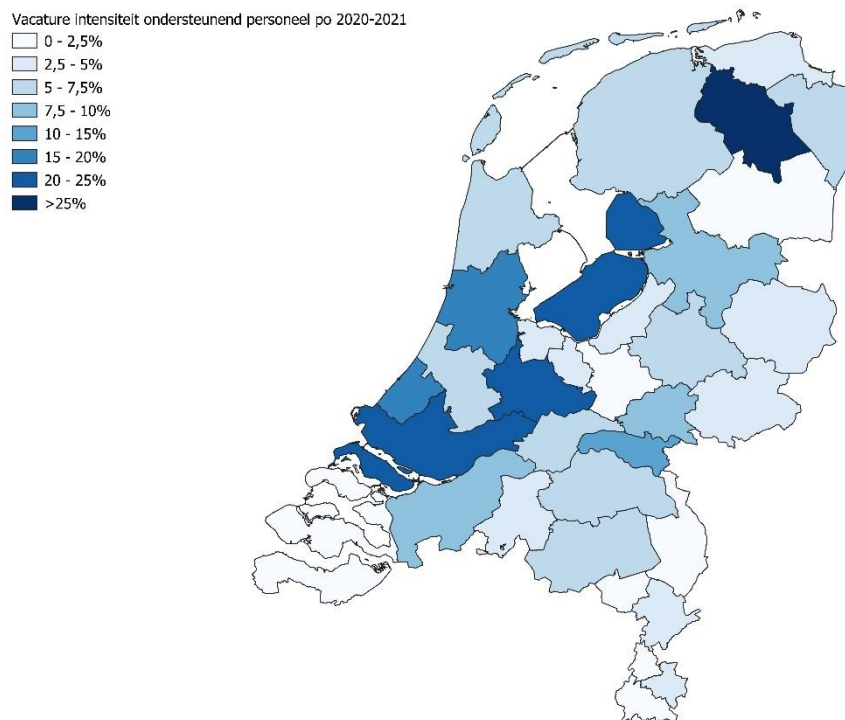 Vacature intensiteit ondersteunend personeel po 2020-2021
0 - 2,5%
2,5 - 5%
5 - 7,5%
7,5 - 10%
10 - 15%
15 - 20%
20 - 25%
>25%